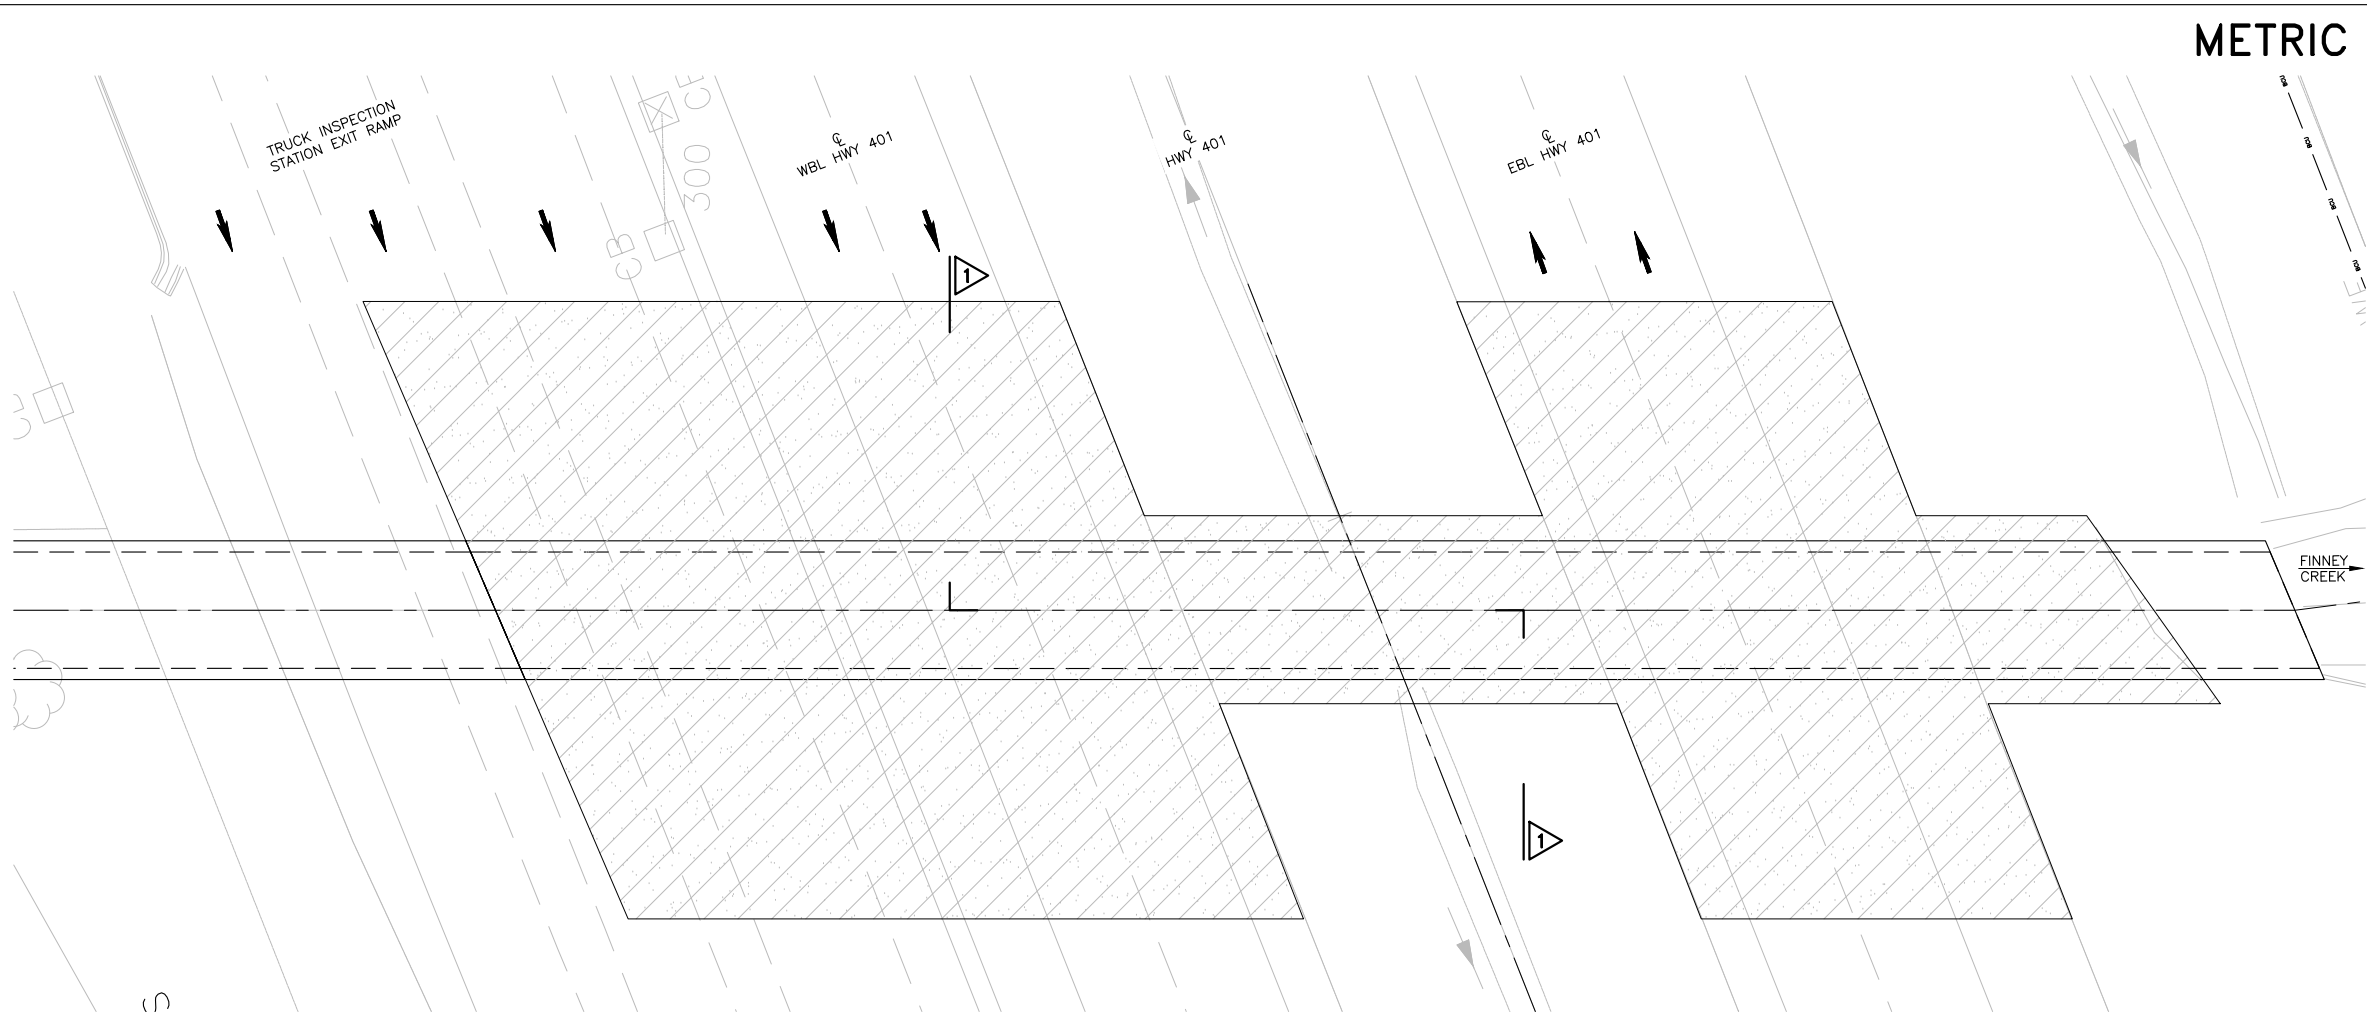 METRIC
TRUCK INSPECTION
STATION EXIT RAMP
℄
WBL HWY 401
℄
HWY 401
℄
EBL HWY 401
300 CB
CB
1
FINNEY
CREEK
1
S